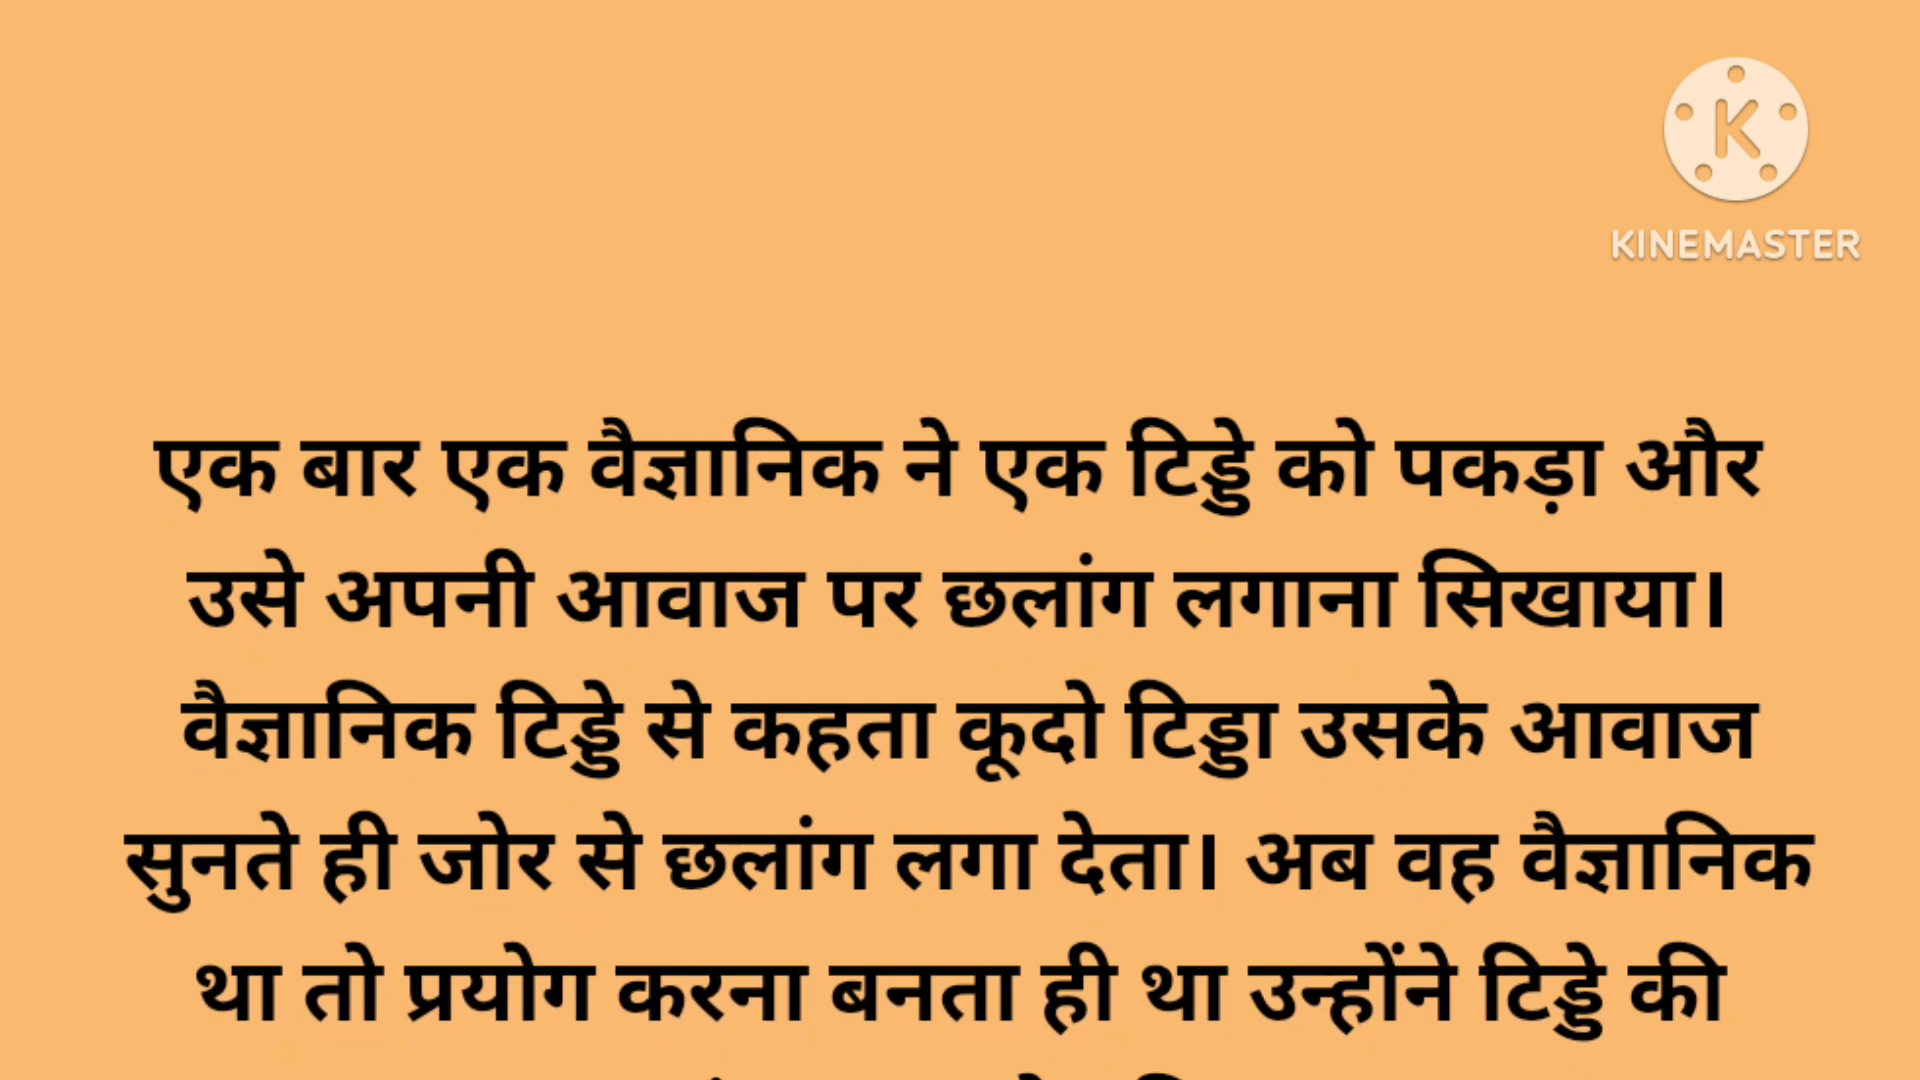 KINEMASTER
एक बार एक वैज्ञानिक ने एक टिड्डे को पकड़ा और
उसे अपनी आवाज पर छलांग लगाना सिखाया।
वैज्ञानिक टिड्डे से कहता कूदो टिड्डा उसके आवाज
सुनते ही जोर से छलांग लगा देता। अब वह वैज्ञानिक
था तो प्रयोग करना बनता ही था उन्होंने टिड्डे की